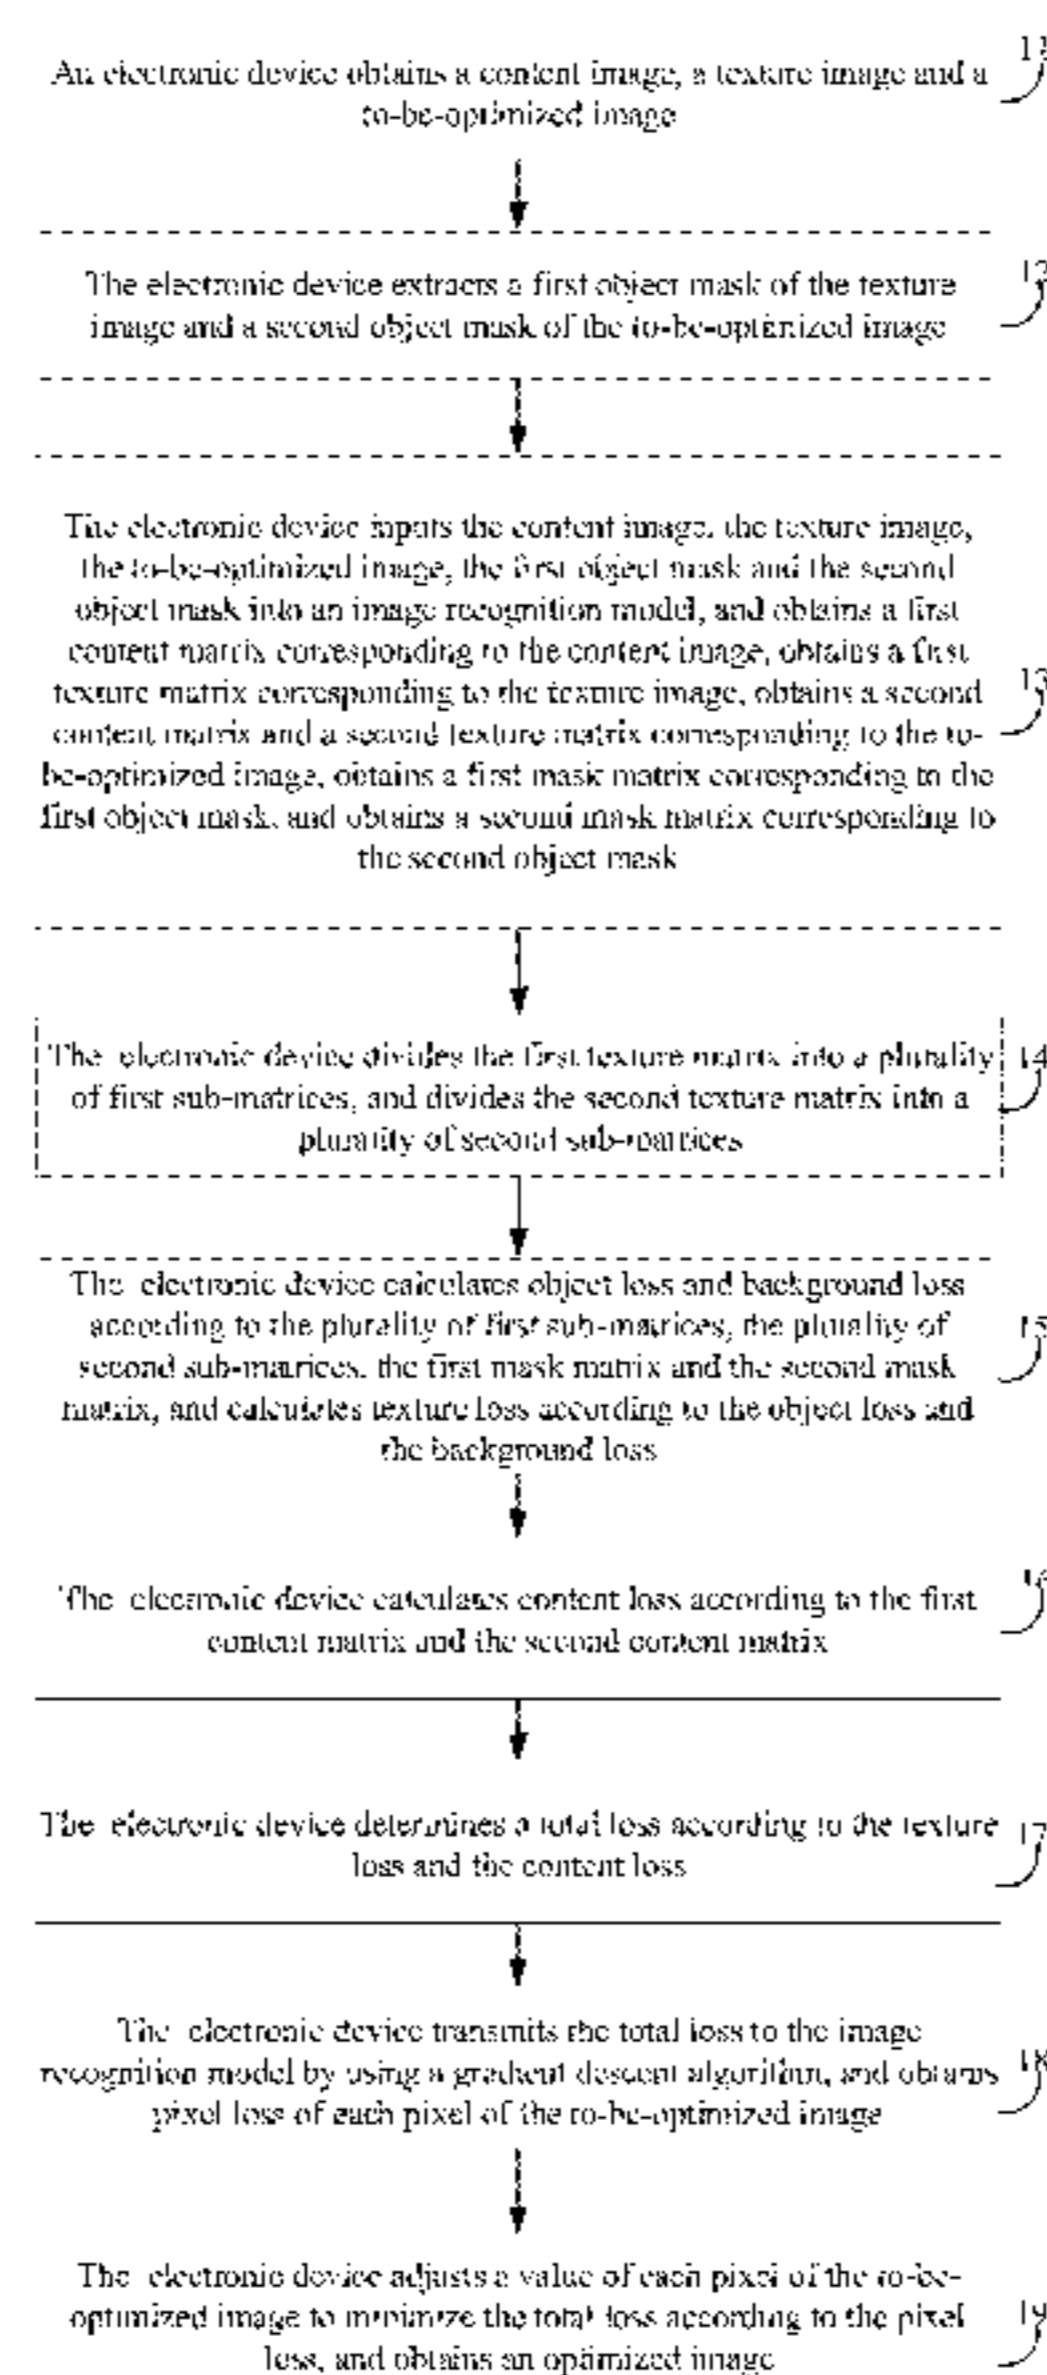 An electronic device obtains a content image, a texture image and a
to-be-optimized image
11
The electronic device extracts a first object mask of the texture
image and a second object mask of the to-be-optimized image
12
The electronic device inputs the content image, the texture image,
the to-be-optimized image, the first object mask and the second
object mask into an image recognition model, and obtains a first
content matrix corresponding to the content image, obtains a first
texture matrix corresponding to the texture image, obtains a second
content matrix and a second texture matrix corresponding to the to-
be-optimized image, obtains a first mask matrix corresponding to the
first object mask, and obtains a second mask matrix corresponding to
the second object mask
13
The electronic device divides the first texture matrix into a plurality
of first sub-matrices, and divides the second texture matrix into a
plurality of second sub-matrices
14
The electronic device calculates object loss and background loss
according to the plurality of first sub-matrices, the plurality of
second sub-matrices, the first mask matrix and the second mask
matrix, and calculates texture loss according to the object loss and
the background loss
15
The electronic device calculates content loss according to the first
content matrix and the second content matrix
16
The electronic device determines a total loss according to the texture
loss and the content loss
17
The electronic device transmits the total loss to the image
recognition model by using a gradient descent algorithm, and obtains
pixel loss of each pixel of the to-be-optimized image
18
The electronic device adjusts a value of each pixel of the to-be-
optimized image to minimize the total loss according to the pixel
loss, and obtains an optimized image
19